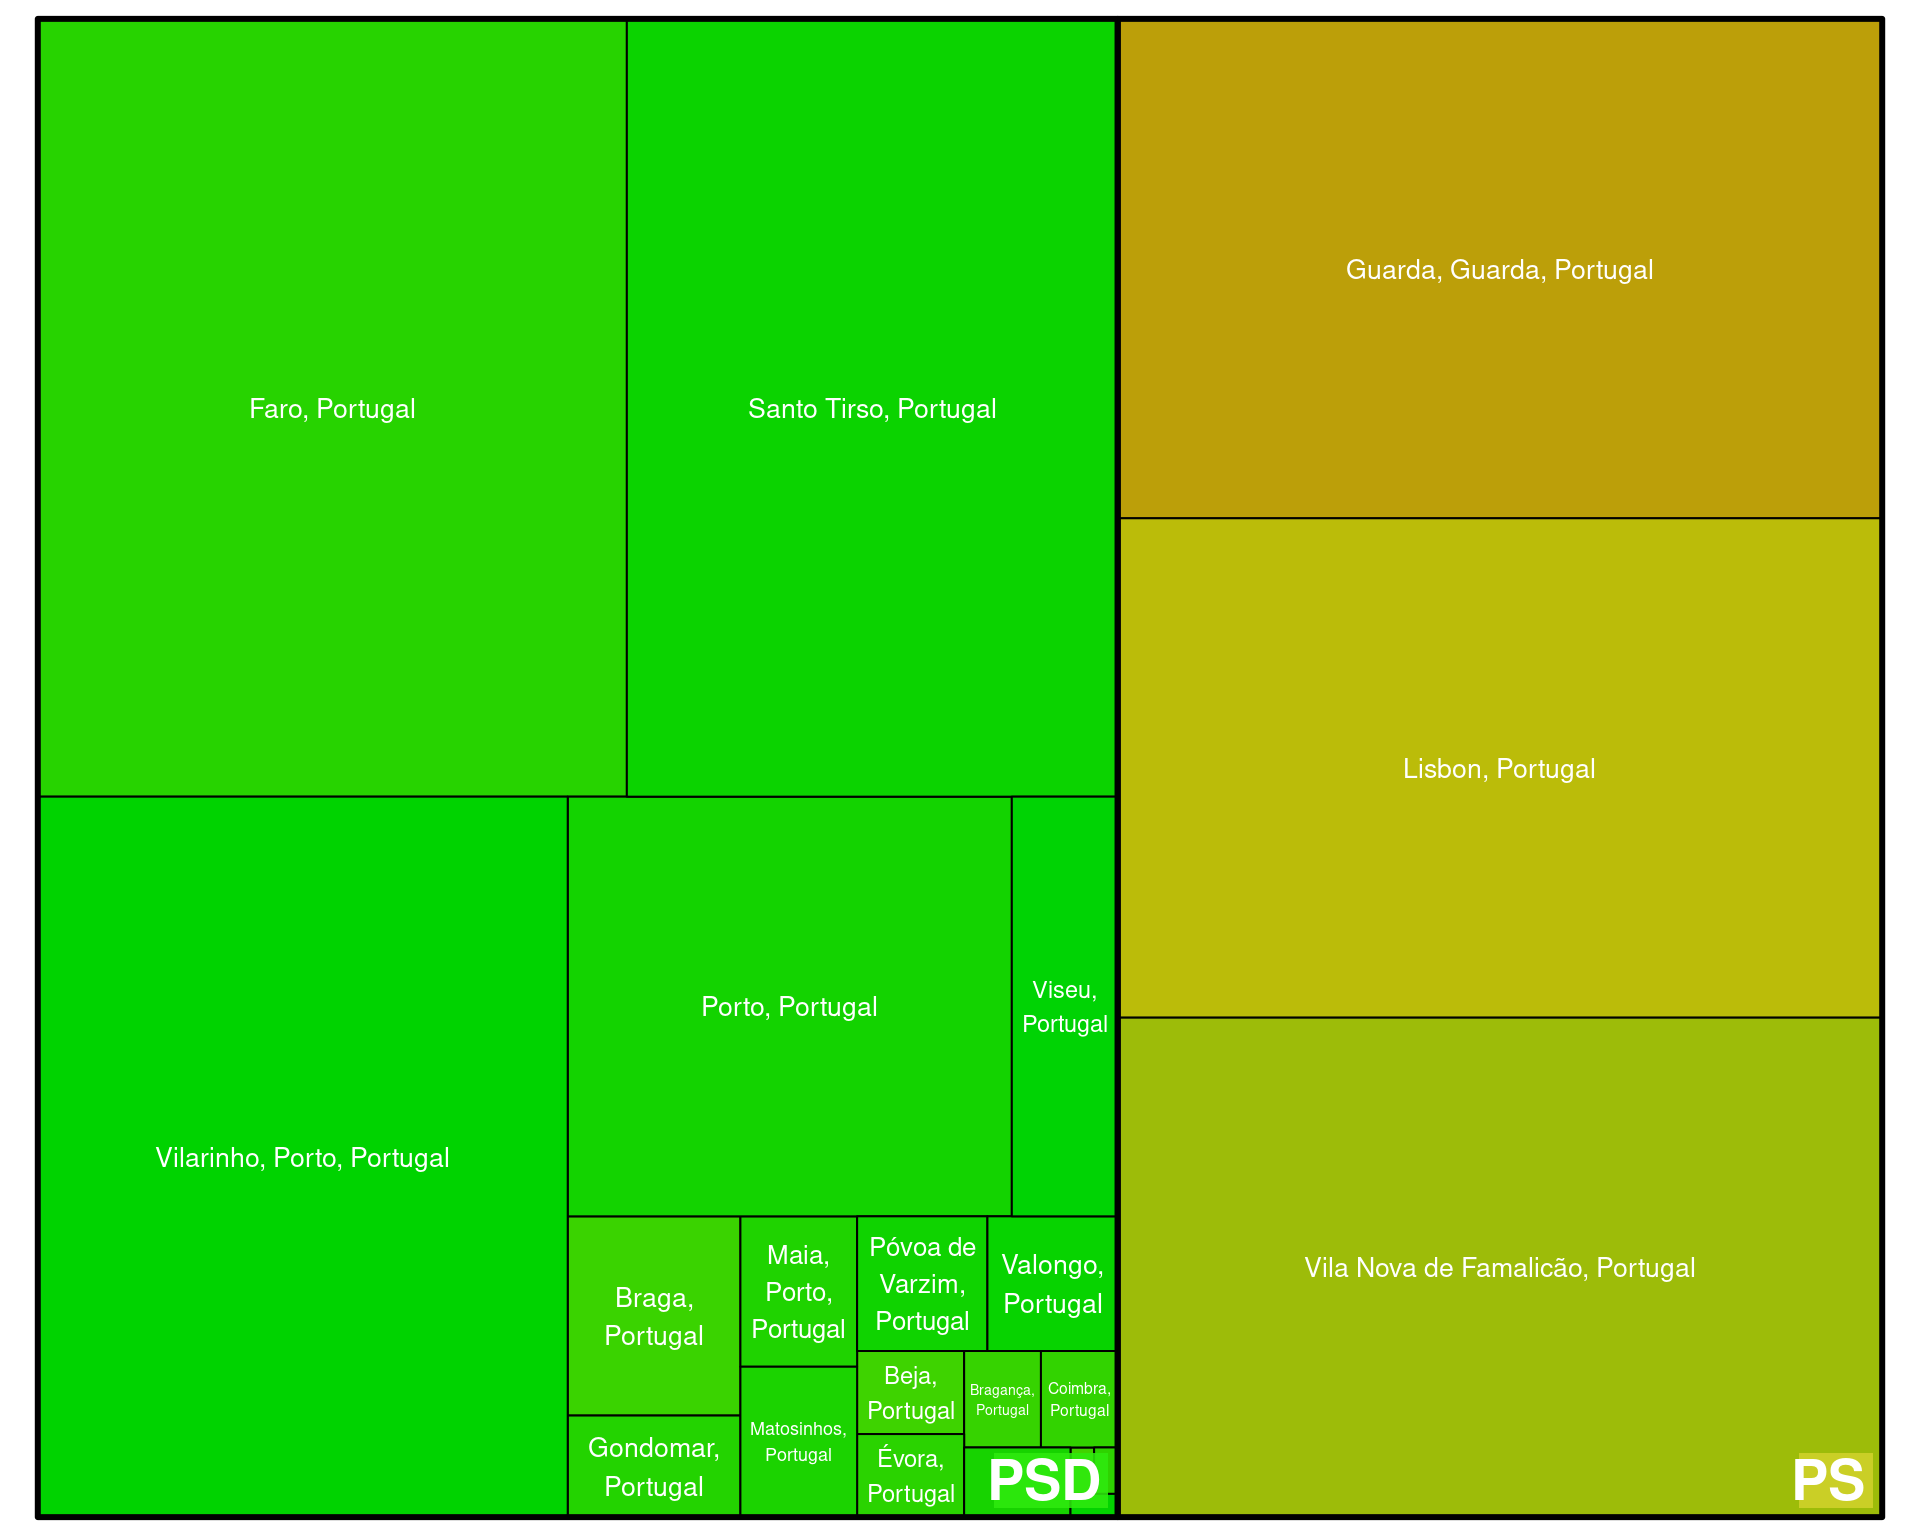 Faro, Portugal
Santo Tirso, Portugal
Guarda, Guarda, Portugal
Lisbon, Portugal
Vilarinho, Porto, Portugal
Porto, Portugal
Viseu,
Portugal
Braga,
Portugal
Maia,
Porto,
Portugal
Póvoa de
Varzim,
Portugal
Valongo,
Portugal
Vila Nova de Famalicão, Portugal
Gondomar,
Portugal
Matosinhos,
Portugal
Beja,
Portugal
Bragança,
Portugal
Coimbra,
Portugal
Évora,
Portugal
PSD
PS